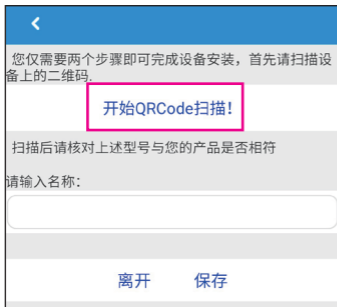 您仅需要两个步骤即可完成设备安装，首先请扫描设
备上的二维码.
开始QRCode扫描！
扫描后请核对上述型号与您的产品是否相符
请输入名称：
离开 保存